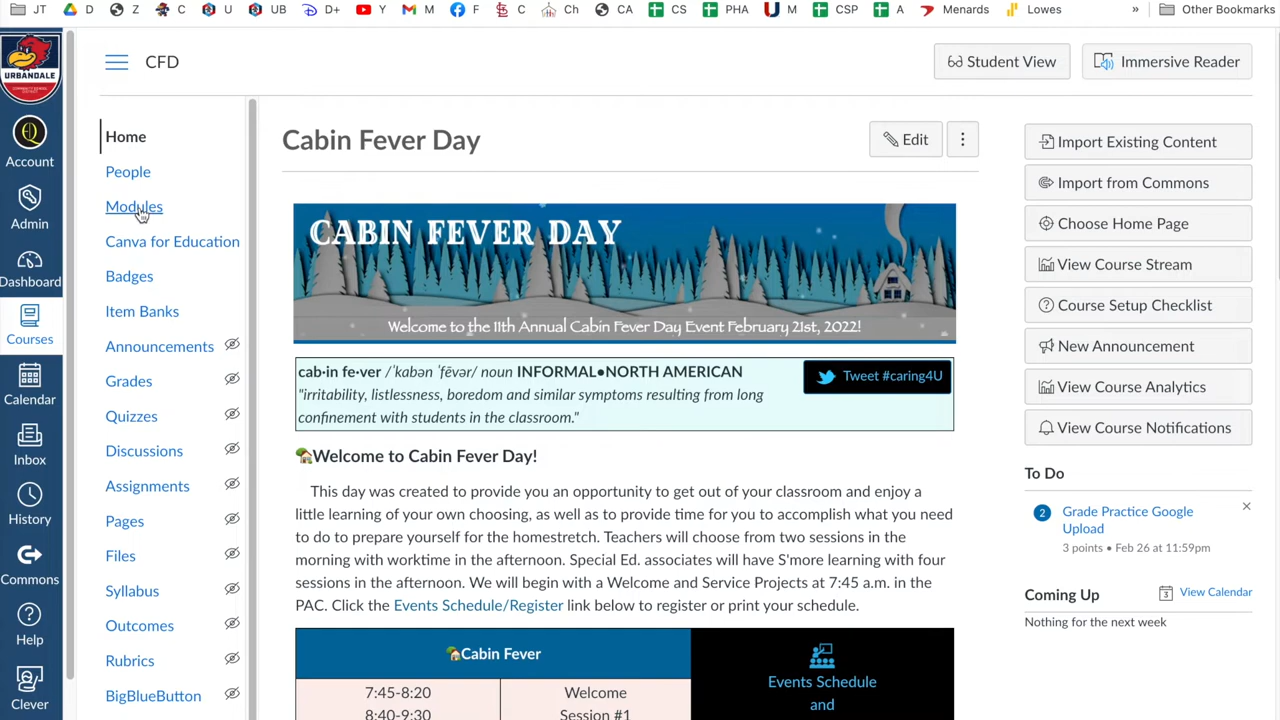 JT D Z C U UB D+ Y M F C Ch CA CS PHA M CSP A Menards Lowes » Other Bookmarks
URBANDALE
COMMUNITY SCHOOL DISTRICT
CFD
Student View
Immersive Reader
Account
Admin
Dashboard
Courses
Calendar
Inbox
History
Commons
Help
Clever
Home
People
Modules
Canva for Education
Badges
Item Banks
Announcements
Grades
Quizzes
Discussions
Assignments
Pages
Files
Syllabus
Outcomes
Rubrics
BigBlueButton
Cabin Fever Day
Edit
CABIN FEVER DAY
Welcome to the 11th Annual Cabin Fever Day Event February 21st, 2022!
cab·in fe·ver /ˈkabən ˈfēvər/ noun INFORMAL•NORTH AMERICAN
"irritability, listlessness, boredom and similar symptoms resulting from long
confinement with students in the classroom."
Tweet #caring4U
🏡Welcome to Cabin Fever Day!
This day was created to provide you an opportunity to get out of your classroom and enjoy a
little learning of your own choosing, as well as to provide time for you to accomplish what you need
to do to prepare yourself for the homestretch. Teachers will choose from two sessions in the
morning with worktime in the afternoon. Special Ed. associates will have S'more learning with four
sessions in the afternoon. We will begin with a Welcome and Service Projects at 7:45 a.m. in the
PAC. Click the Events Schedule/Register link below to register or print your schedule.
🏡Cabin Fever
7:45-8:20 Welcome
8:40-9:30 Session #1
Events Schedule
and
Import Existing Content
Import from Commons
Choose Home Page
View Course Stream
Course Setup Checklist
New Announcement
View Course Analytics
View Course Notifications
To Do
2 Grade Practice Google
Upload
3 points • Feb 26 at 11:59pm
Coming Up
3 View Calendar
Nothing for the next week